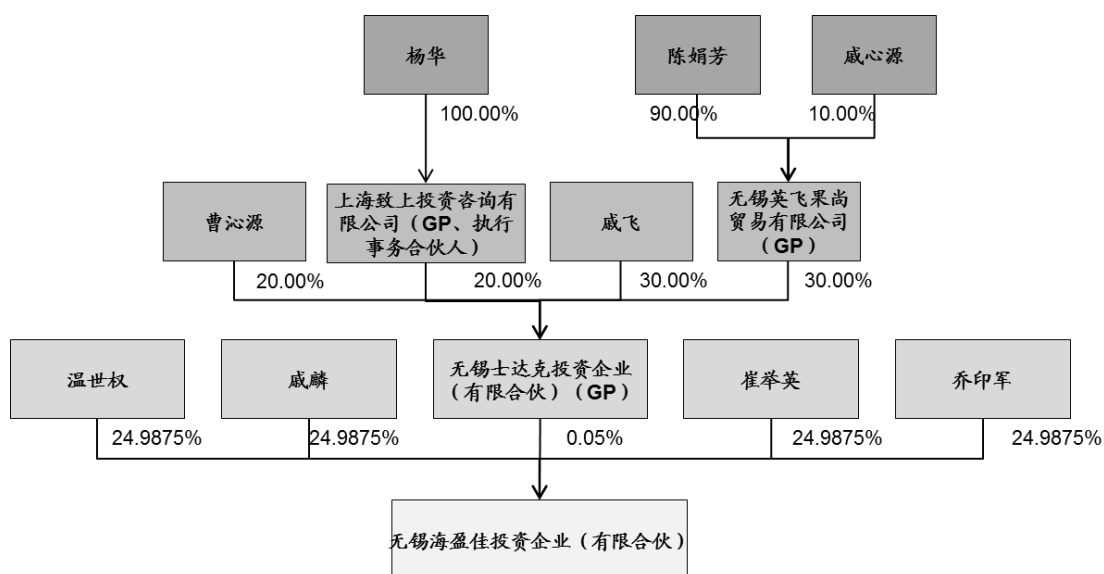 杨华
陈娟芳
戚心源
100.00%
90.00%
10.00%
曹沁源
上海致上投资咨询有
限公司（GP、执行
事务合伙人）
戚飞
无锡英飞果尚
贸易有限公司
（GP）
20.00%
20.00%
30.00%
30.00%
温世权
戚麟
无锡士达克投资企业
（有限合伙）（GP）
崔举英
乔印军
24.9875%
24.9875%
0.05%
24.9875%
24.9875%
无锡海盈佳投资企业（有限合伙）